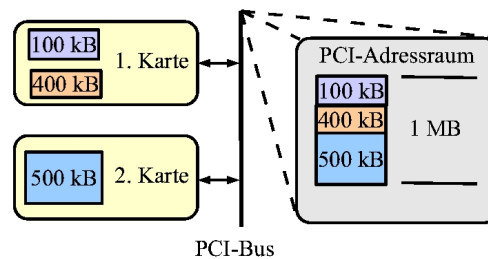 100 kB
1. Karte
400 kB
500 kB
2. Karte
PCI-Bus
PCI-Adressraum
100 kB
400 kB
1 MB
500 kB